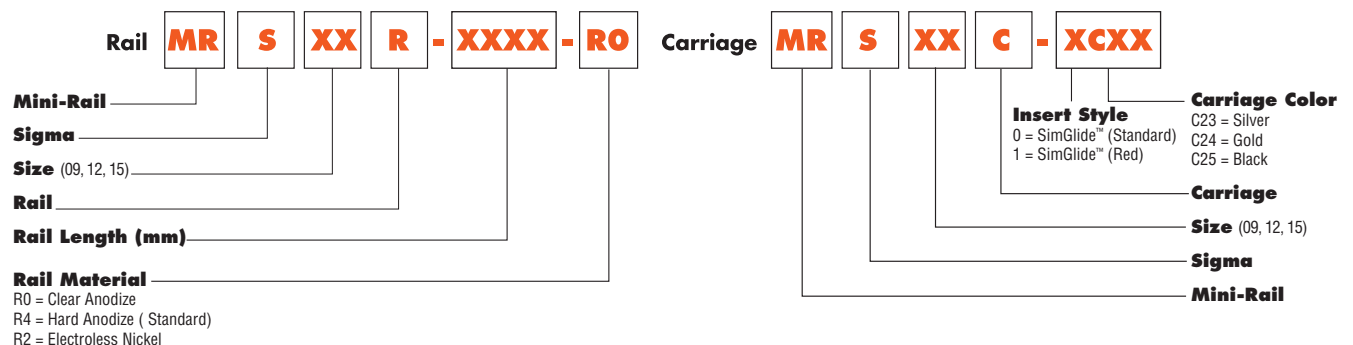 Rail MR S XX R - XXXX - R0
Mini-Rail
Sigma
Size (09, 12, 15)
Rail
Rail Length (mm)
Rail Material
R0 = Clear Anodize
R4 = Hard Anodize ( Standard)
R2 = Electroless Nickel
Carriage MR S XX C - XCXX
Insert Style
0 = SimGlide™ (Standard)
1 = SimGlide™ (Red)
Carriage Color
C23 = Silver
C24 = Gold
C25 = Black
Carriage
Size (09, 12, 15)
Sigma
Mini-Rail